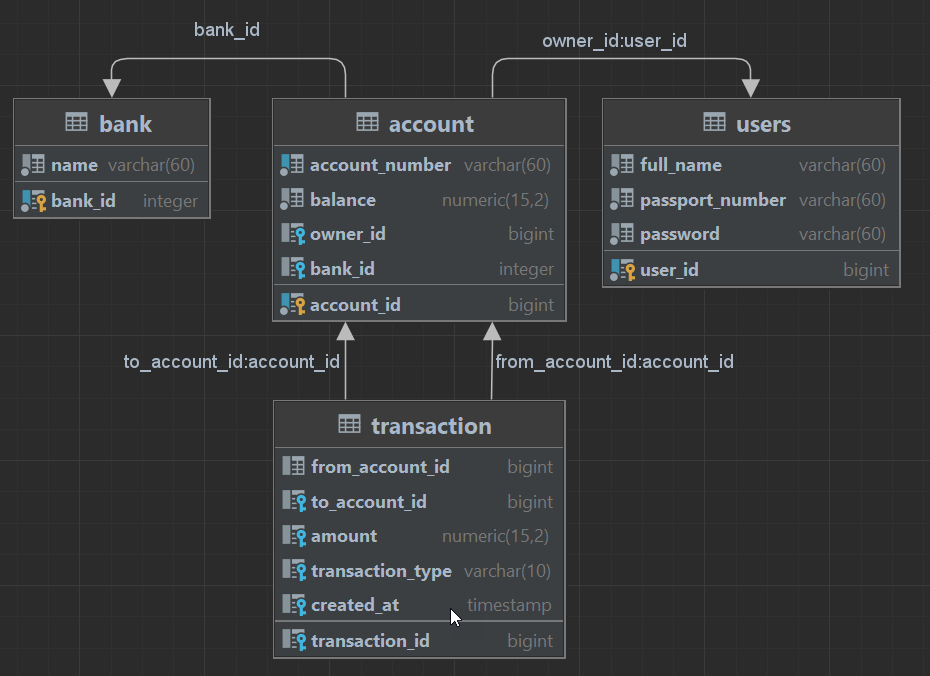 bank_id
owner_id:user_id
bank
name varchar(60)
bank_id integer
account
account_number varchar(60)
balance numeric(15,2)
owner_id bigint
bank_id integer
account_id bigint
users
full_name varchar(60)
passport_number varchar(60)
password varchar(60)
user_id bigint
to_account_id:account_id
from_account_id:account_id
transaction
from_account_id bigint
to_account_id bigint
amount numeric(15,2)
transaction_type varchar(10)
created_at timestamp
transaction_id bigint